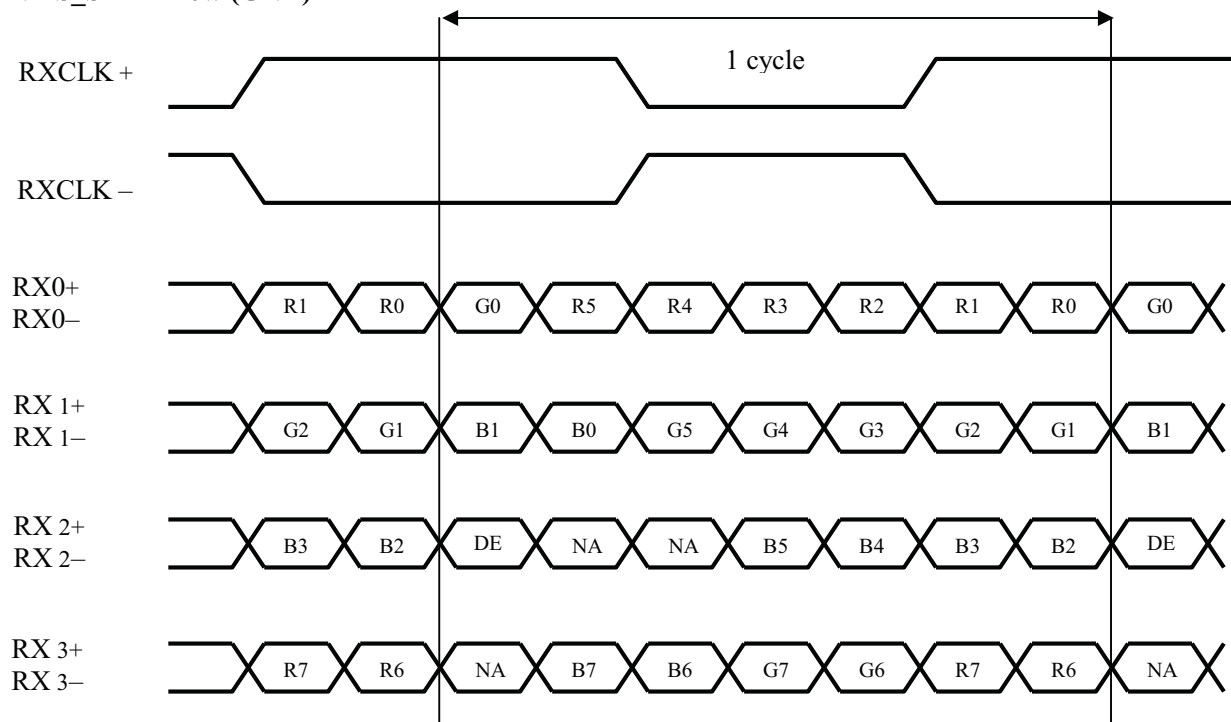 1 cycle
RXCLK +
RXCLK –
RX0+
RX0–
R1 R0 G0 R5 R4 R3 R2 R1 R0 G0
RX 1+
RX 1–
G2 G1 B1 B0 G5 G4 G3 G2 G1 B1
RX 2+
RX 2–
B3 B2 DE NA NA B5 B4 B3 B2 DE
RX 3+
RX 3–
R7 R6 NA B7 B6 G7 G6 R7 R6 NA